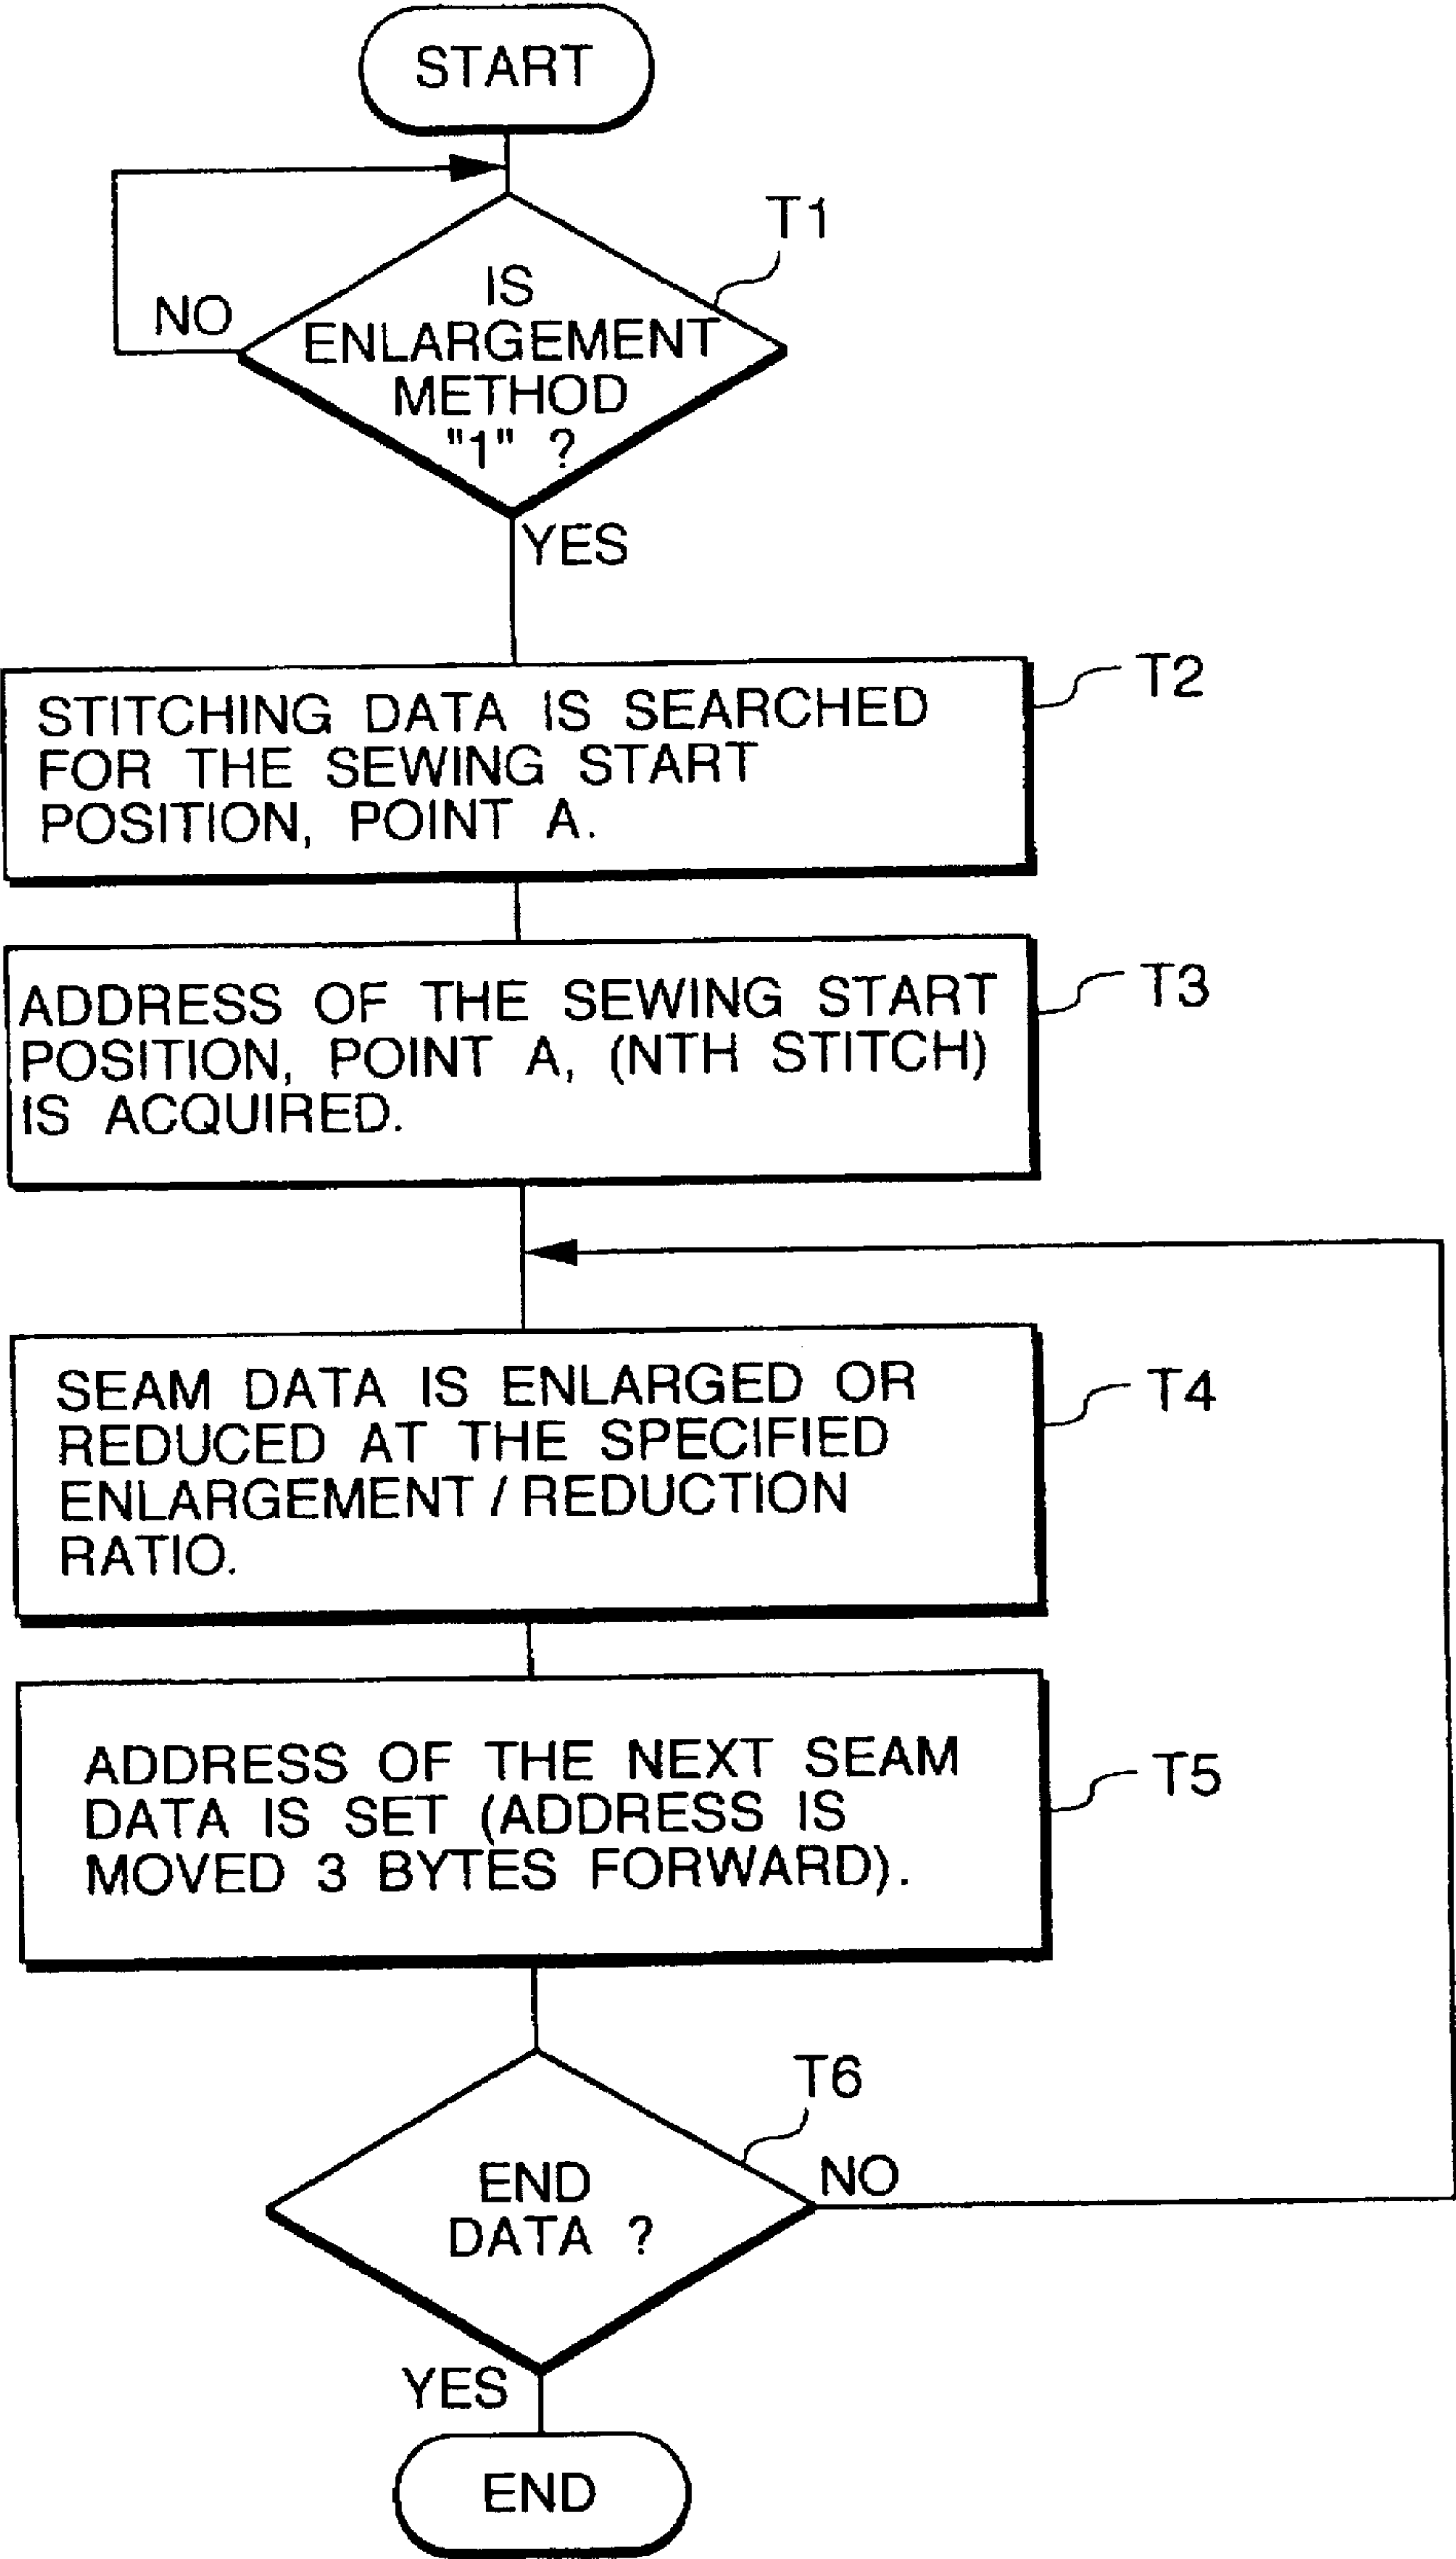 START
T1
IS
ENLARGEMENT
METHOD
"1" ?
NO
YES
T2
STITCHING DATA IS SEARCHED
FOR THE SEWING START
POSITION, POINT A.
T3
ADDRESS OF THE SEWING START
POSITION, POINT A, (NTH STITCH)
IS ACQUIRED.
T4
SEAM DATA IS ENLARGED OR
REDUCED AT THE SPECIFIED
ENLARGEMENT / REDUCTION
RATIO.
T5
ADDRESS OF THE NEXT SEAM
DATA IS SET (ADDRESS IS
MOVED 3 BYTES FORWARD).
T6
END
DATA ?
NO
YES
END